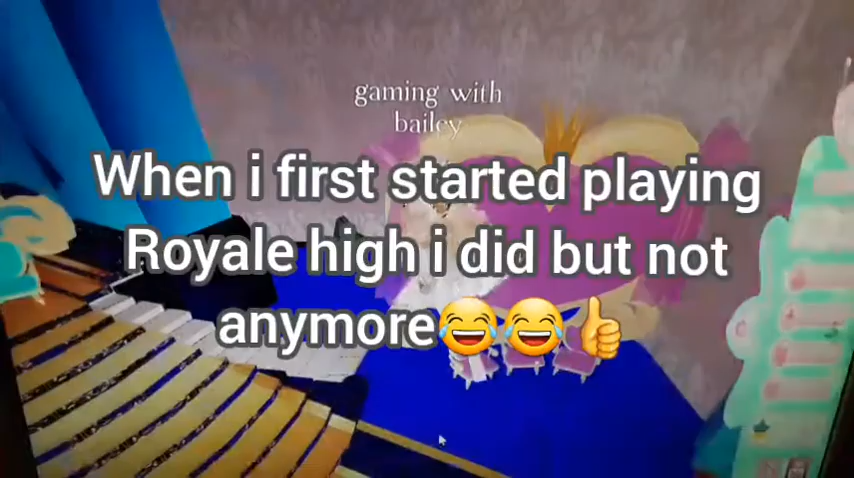 gaming with
bailey
When i first started playing
Royale high i did but not
anymore😂😂👍